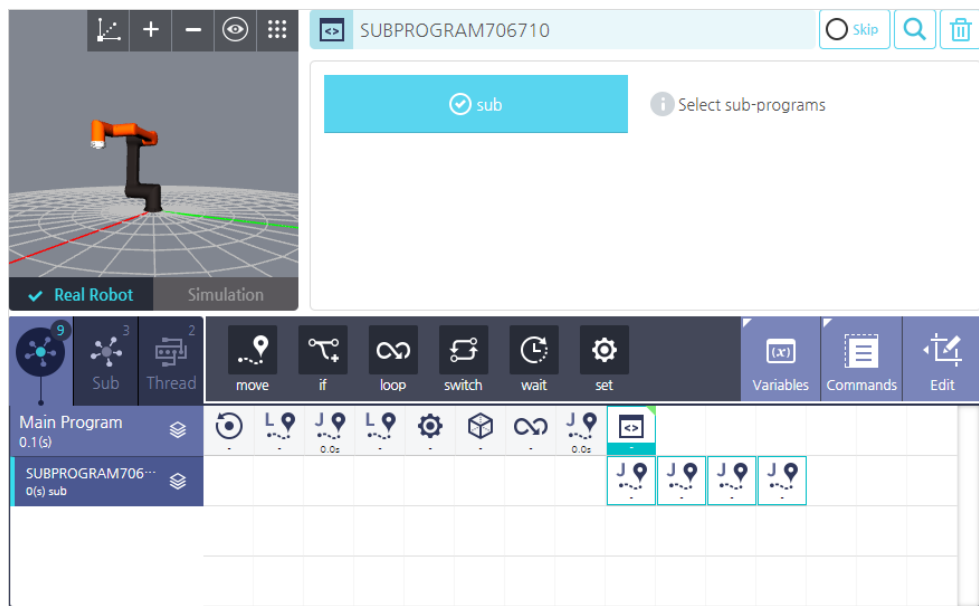 SUBPROGRAM706710
Skip
sub
Select sub-programs
Real Robot
Simulation
9
3
2
Sub
Thread
move
if
loop
switch
wait
set
(x)
Variables
Commands
Edit
Main Program
0.1(s)
L
J
L
J
- - 0.0s - - - - 0.0s -
SUBPROGRAM706···
0(s) sub
J
J
J
J
- - - -